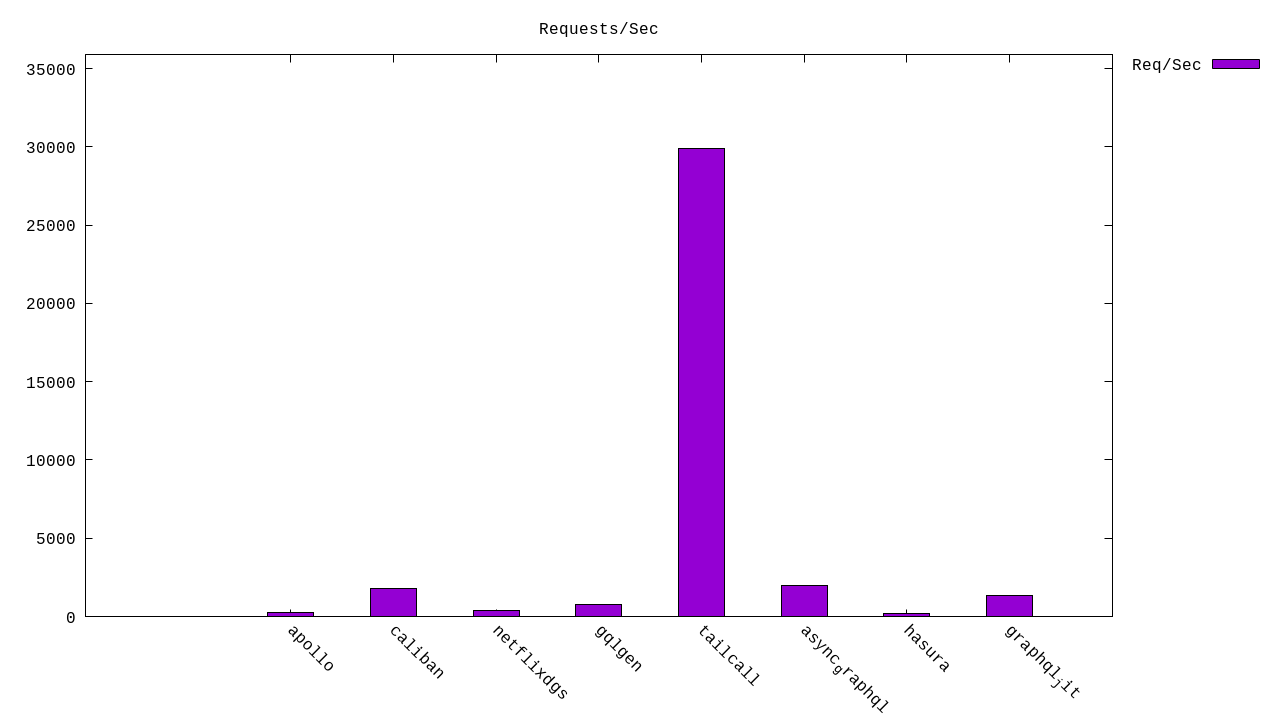 Requests/Sec
Req/Sec
35000
30000
25000
20000
15000
10000
5000
0
apollo
caliban
netflixdgs
gqlgen
tailcall
async_graphql
hasura
graphql_jit